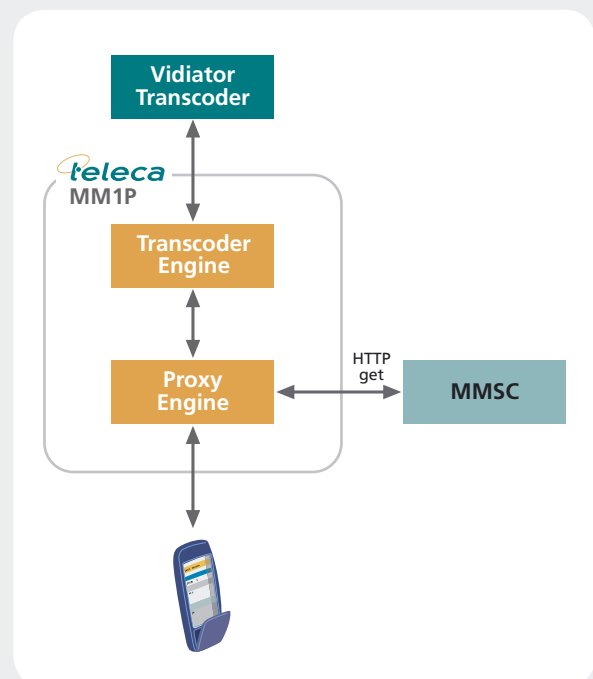 Vidiator
Transcoder
teleca
MM1P
Transcoder
Engine
Proxy
Engine
HTTP
get
MMSC